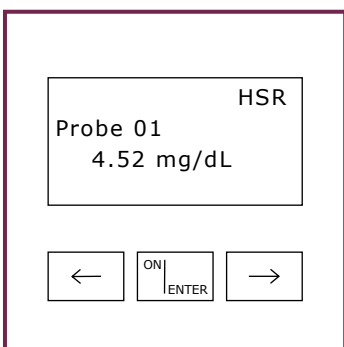 HSR
Probe 01
4.52 mg/dL
←
ON
ENTER
→